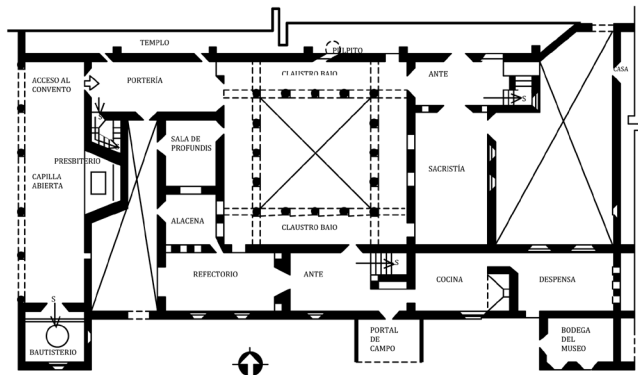 TEMPLO
PULPITO
ACCESO AL
CONVENTO
PORTERÍA
CLAUSTRO BAJO
ANTE
CASA
S
S
SALA DE
PROFUNDIS
PRESBITERIO
CAPILLA
ABIERTA
SACRISTÍA
ALACENA
CLAUSTRO BAJO
REFECTORIO
ANTE
S
COCINA
DESPENSA
S
BAUTISTERIO
PORTAL
DE
CAMPO
BODEGA
DEL
MUSEO